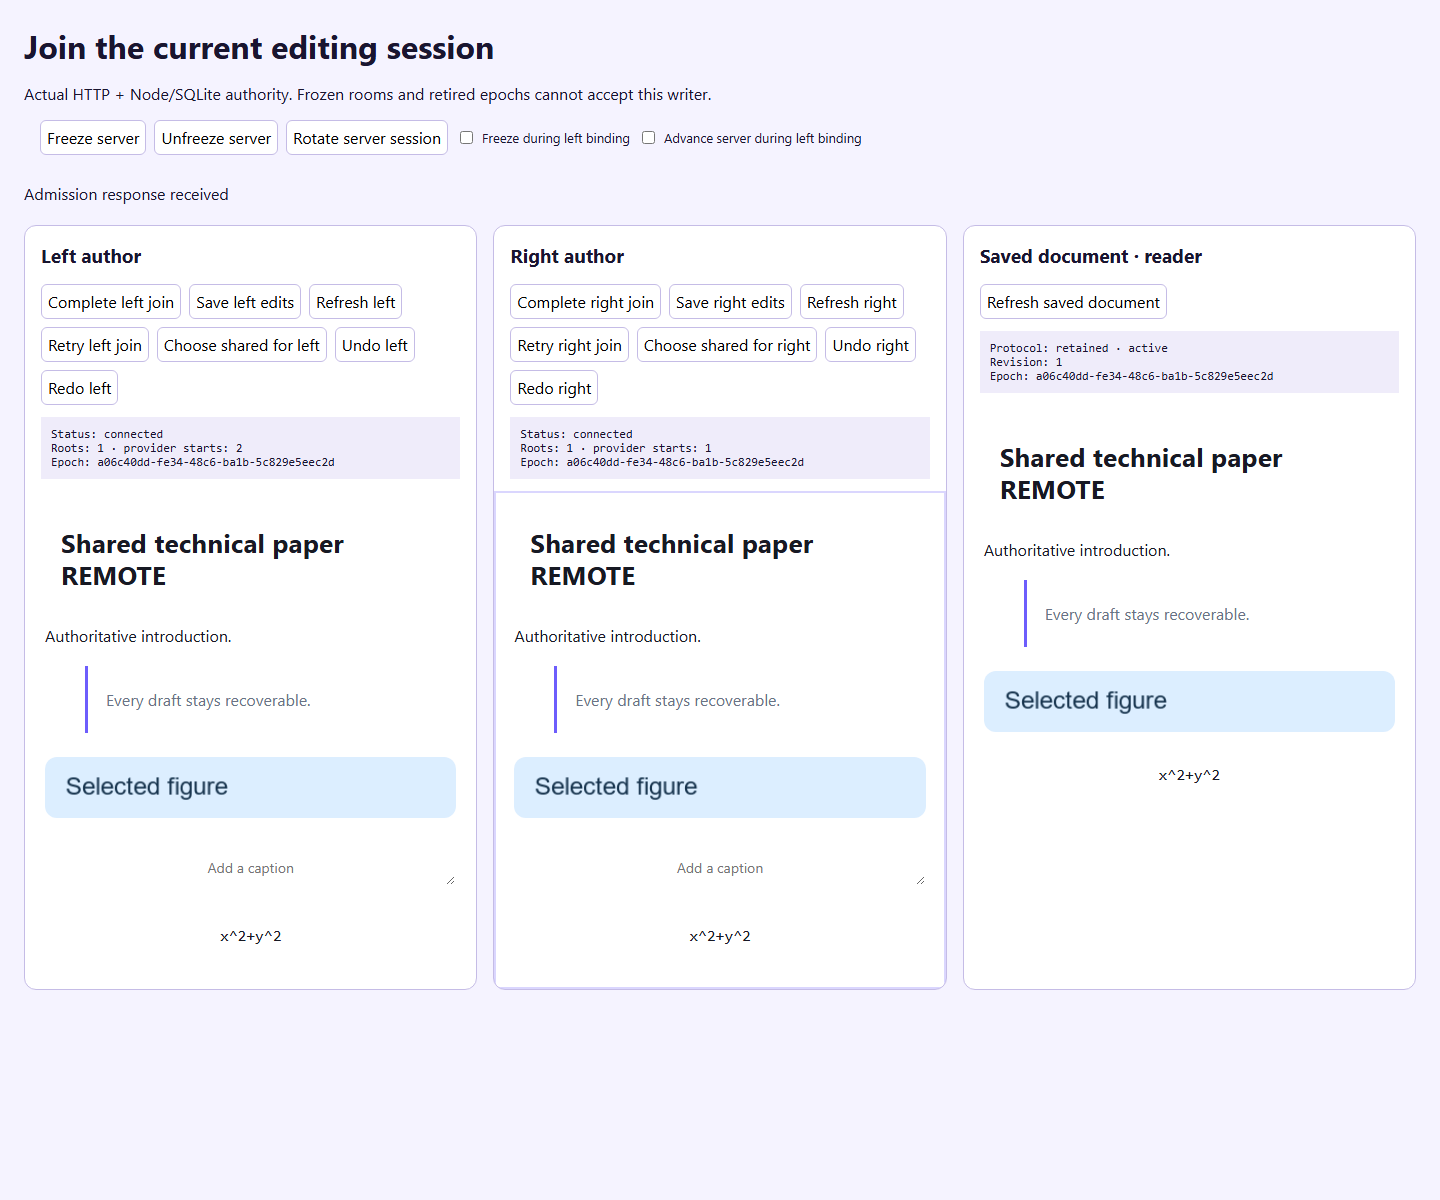 Join the current editing session
Actual HTTP + Node/SQLite authority. Frozen rooms and retired epochs cannot accept this writer.
Freeze server Unfreeze server Rotate server session Freeze during left binding Advance server during left binding
Admission response received
Left author
Complete left join Save left edits Refresh left
Retry left join Choose shared for left Undo left
Redo left
Status: connected
Roots: 1 · provider starts: 2
Epoch: a06c40dd-fe34-48c6-ba1b-5c829e5eec2d
Shared technical paper
REMOTE
Authoritative introduction.
Every draft stays recoverable.
Selected figure
Add a caption
x^2+y^2
Right author
Complete right join Save right edits Refresh right
Retry right join Choose shared for right Undo right
Redo right
Status: connected
Roots: 1 · provider starts: 1
Epoch: a06c40dd-fe34-48c6-ba1b-5c829e5eec2d
Shared technical paper
REMOTE
Authoritative introduction.
Every draft stays recoverable.
Selected figure
Add a caption
x^2+y^2
Saved document · reader
Refresh saved document
Protocol: retained · active
Revision: 1
Epoch: a06c40dd-fe34-48c6-ba1b-5c829e5eec2d
Shared technical paper
REMOTE
Authoritative introduction.
Every draft stays recoverable.
Selected figure
x^2+y^2